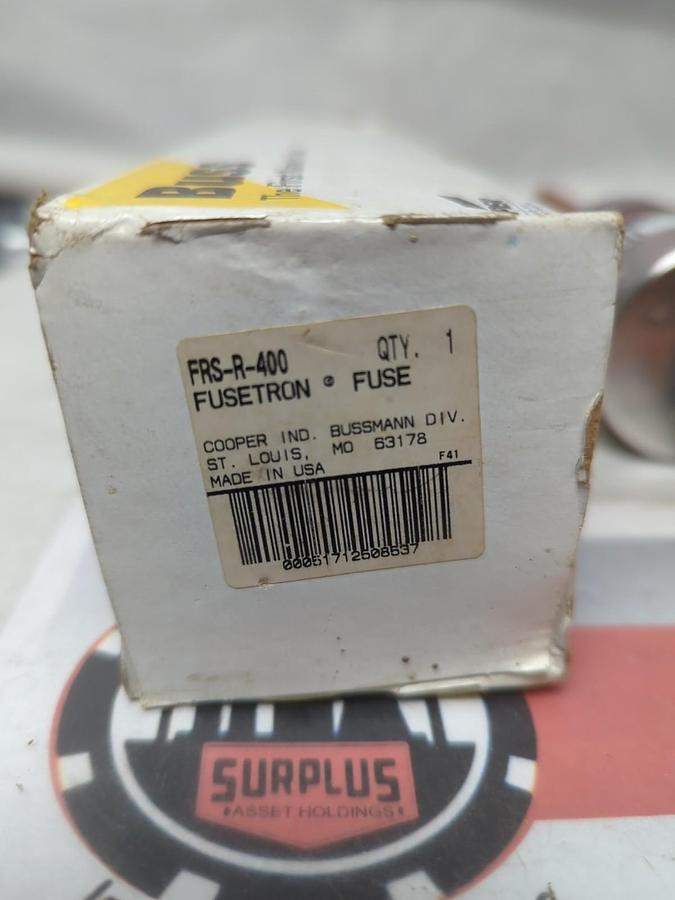 FRS-R-400 QTY. 1
FUSETRON ® FUSE
COOPER IND. BUSSMANN DIV.
ST. LOUIS, MO 63178
MADE IN USA F41
00051712508537
SURPLUS
ASSET HOLDINGS